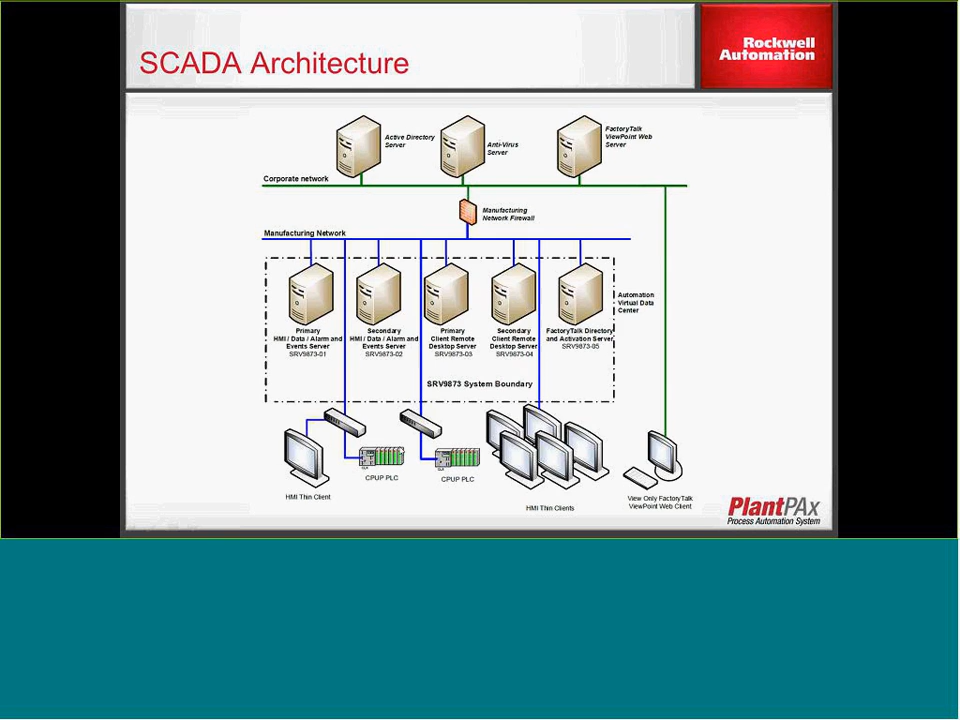 SCADA Architecture
Rockwell
Automation
Active Directory
Server
Anti-Virus
Server
FactoryTalk
ViewPoint Web
Server
Corporate network
Manufacturing
Network Firewall
Manufacturing Network
Automation
Virtual Data
Center
Primary
HMI / Data / Alarm and
Events Server
SRV9873-01
Secondary
HMI / Data / Alarm and
Events Server
SRV9873-02
Primary
Client Remote
Desktop Server
SRV9873-03
Secondary
Client Remote
Desktop Server
SRV9873-04
FactoryTalk Directory
and Activation Server
SRV9873-05
SRV9873 System Boundary
HMI Thin Client
CPUP PLC
CPUP PLC
HMI Thin Clients
View Only FactoryTalk
ViewPoint Web Client
PlantPAx
Process Automation System